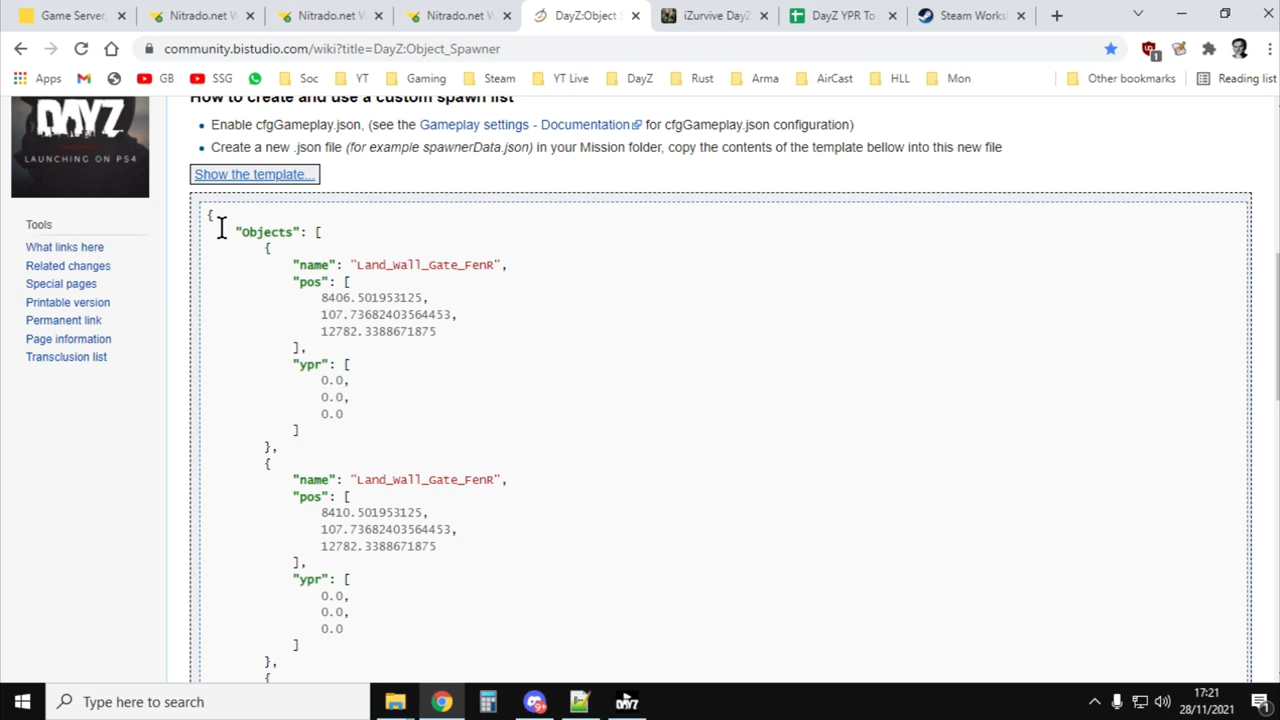 Game Server,
Nitrado.net W
Nitrado.net W
Nitrado.net W
DayZ:Object S
iZurvive Day
DayZ YPR To
Steam Works
community.bistudio.com/wiki?title=DayZ:Object_Spawner
1
Apps
GB
SSG
Soc
YT
Gaming
Steam
YT Live
DayZ
Rust
Arma
AirCast
HLL
Mon
Other bookmarks
Reading list
DAYZ
LAUNCHING ON PS4
Tools
What links here
Related changes
Special pages
Printable version
Permanent link
Page information
Transclusion list
How to create and use a custom spawn list
• Enable cfgGameplay.json, (see the Gameplay settings - Documentation for cfgGameplay.json configuration)
• Create a new .json file (for example spawnerData.json) in your Mission folder, copy the contents of the template bellow into this new file
Show the template...
{
"Objects": [
{
"name": "Land_Wall_Gate_FenR",
"pos": [
8406.501953125,
107.73682403564453,
12782.3388671875
],
"ypr": [
0.0,
0.0,
0.0
]
},
{
"name": "Land_Wall_Gate_FenR",
"pos": [
8410.501953125,
107.73682403564453,
12782.3388671875
],
"ypr": [
0.0,
0.0,
0.0
]
},
{
Type here to search
9+
DAYZ
17:21
28/11/2021
1